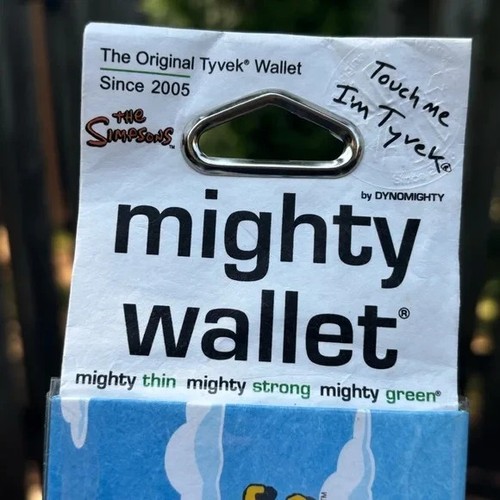 The Original Tyvek® Wallet
Since 2005
THE
SIMPSONS™
Touch me
I'm Tyvek®
by DYNOMIGHTY
mighty
wallet®
mighty thin mighty strong mighty green®